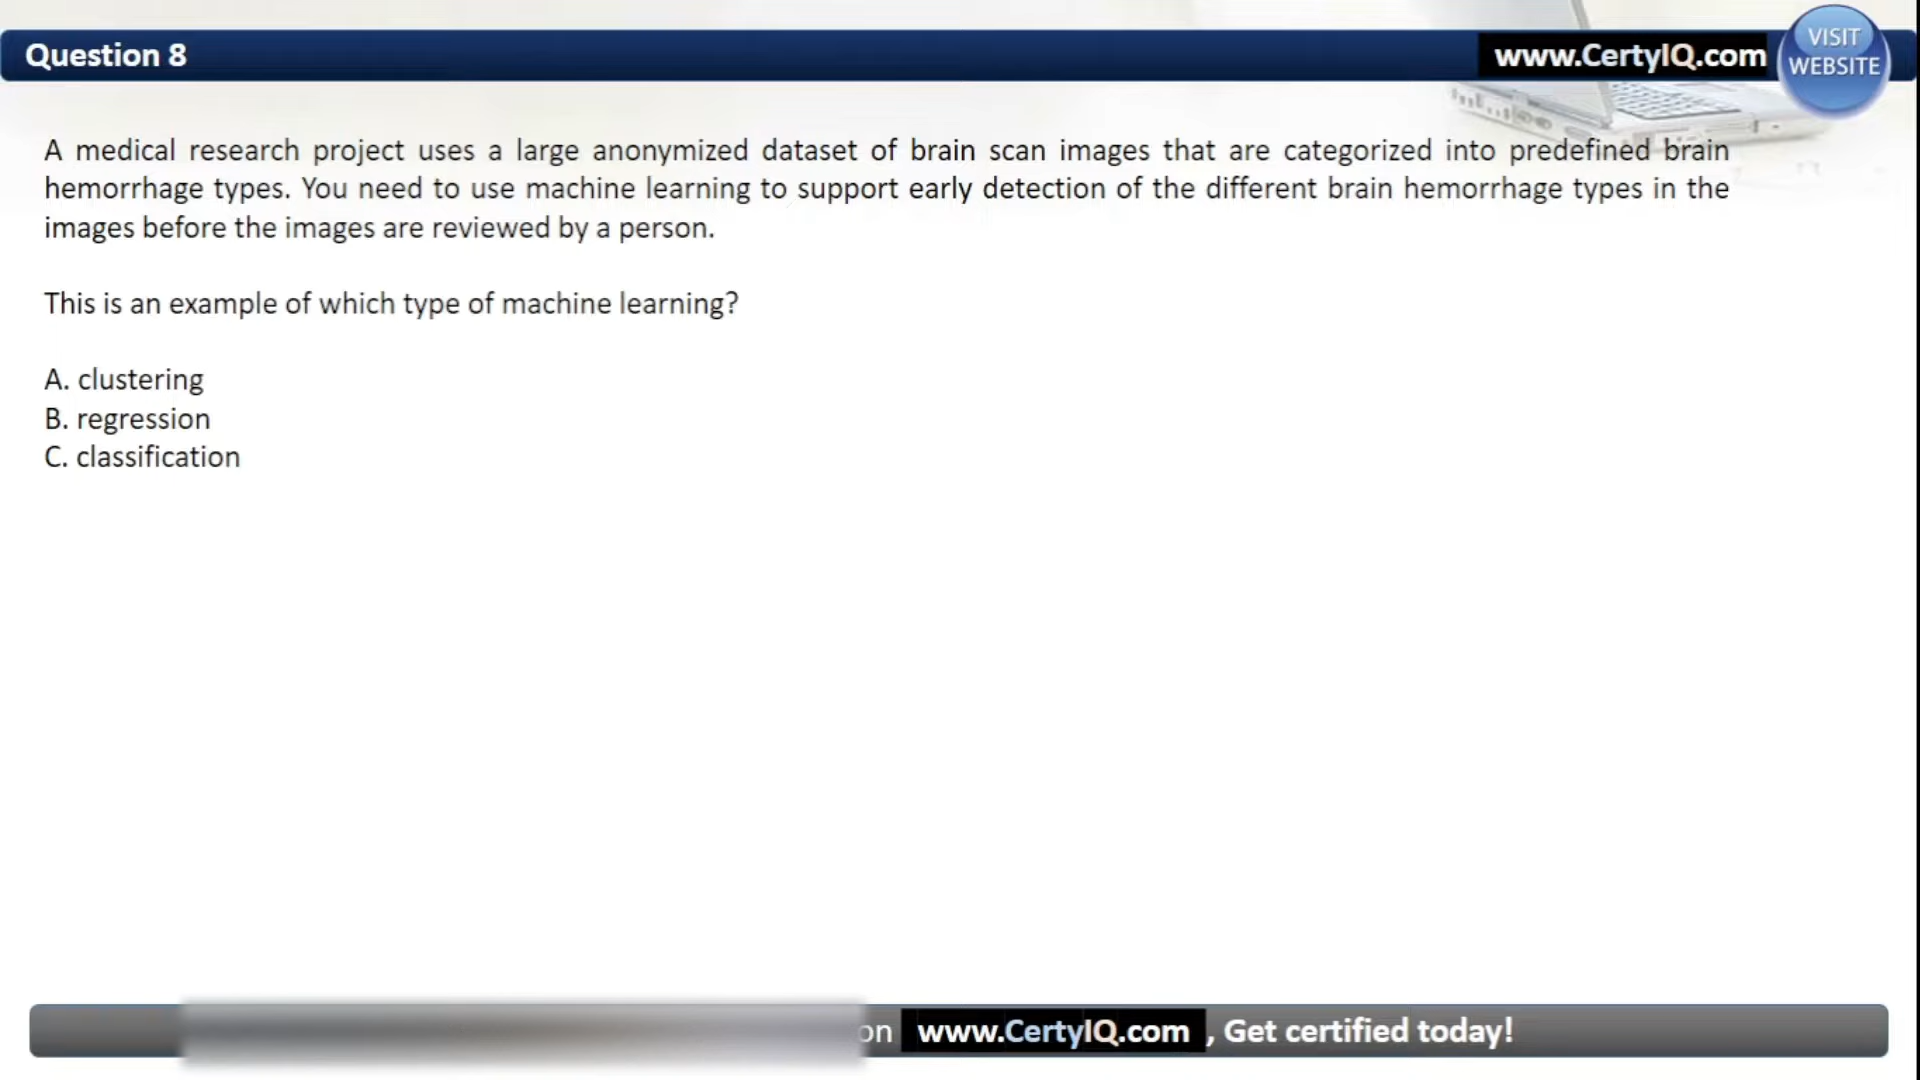 Question 8
www.CertyIQ.com
VISIT
WEBSITE
A medical research project uses a large anonymized dataset of brain scan images that are categorized into predefined brain
hemorrhage types. You need to use machine learning to support early detection of the different brain hemorrhage types in the
images before the images are reviewed by a person.
This is an example of which type of machine learning?
A. clustering
B. regression
C. classification
on www.CertyIQ.com , Get certified today!